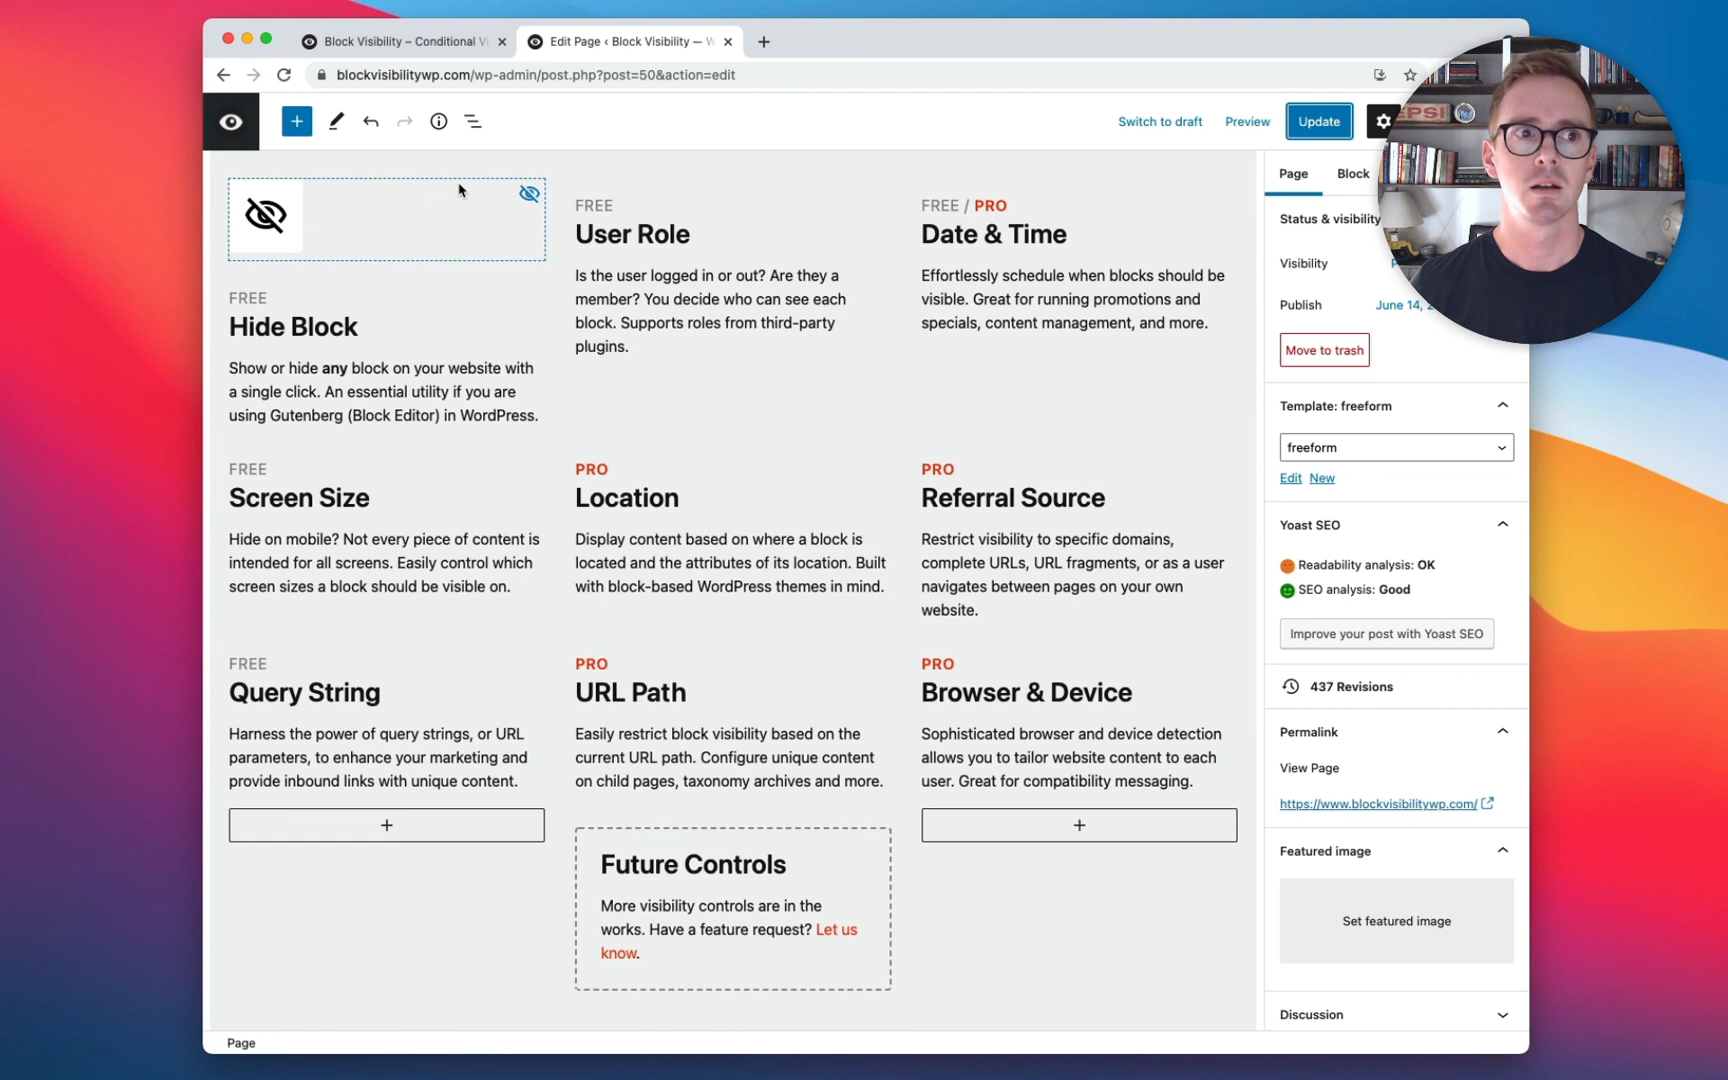 Block Visibility – Conditional Vi
Edit Page ‹ Block Visibility — W
blockvisibilitywp.com/wp-admin/post.php?post=50&action=edit
Switch to draft
Preview
Update
EPSI
Page
Block
Status & visibility
Visibility
Publish
June 14, 2
Move to trash
Template: freeform
freeform
Edit New
Yoast SEO
Readability analysis: OK
SEO analysis: Good
Improve your post with Yoast SEO
437 Revisions
Permalink
View Page
https://www.blockvisibilitywp.com/
Featured image
Set featured image
Discussion
FREE
Hide Block
Show or hide any block on your website with
a single click. An essential utility if you are
using Gutenberg (Block Editor) in WordPress.
FREE
User Role
Is the user logged in or out? Are they a
member? You decide who can see each
block. Supports roles from third-party
plugins.
FREE / PRO
Date & Time
Effortlessly schedule when blocks should be
visible. Great for running promotions and
specials, content management, and more.
FREE
Screen Size
Hide on mobile? Not every piece of content is
intended for all screens. Easily control which
screen sizes a block should be visible on.
PRO
Location
Display content based on where a block is
located and the attributes of its location. Built
with block-based WordPress themes in mind.
PRO
Referral Source
Restrict visibility to specific domains,
complete URLs, URL fragments, or as a user
navigates between pages on your own
website.
FREE
Query String
Harness the power of query strings, or URL
parameters, to enhance your marketing and
provide inbound links with unique content.
PRO
URL Path
Easily restrict block visibility based on the
current URL path. Configure unique content
on child pages, taxonomy archives and more.
PRO
Browser & Device
Sophisticated browser and device detection
allows you to tailor website content to each
user. Great for compatibility messaging.
Future Controls
More visibility controls are in the
works. Have a feature request? Let us
know.
Page